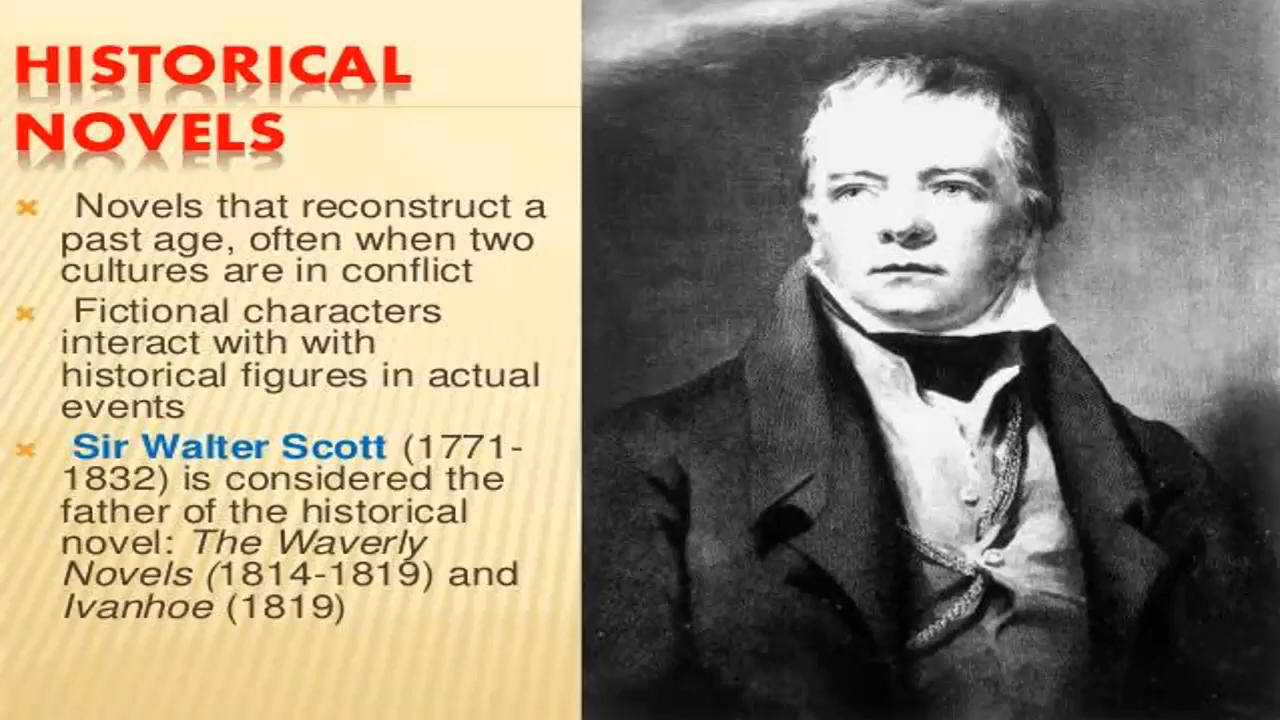 HISTORICAL
NOVELS
Novels that reconstruct a
past age, often when two
cultures are in conflict
Fictional characters
interact with with
historical figures in actual
events
Sir Walter Scott (1771-
1832) is considered the
father of the historical
novel: The Waverly
Novels (1814-1819) and
Ivanhoe (1819)